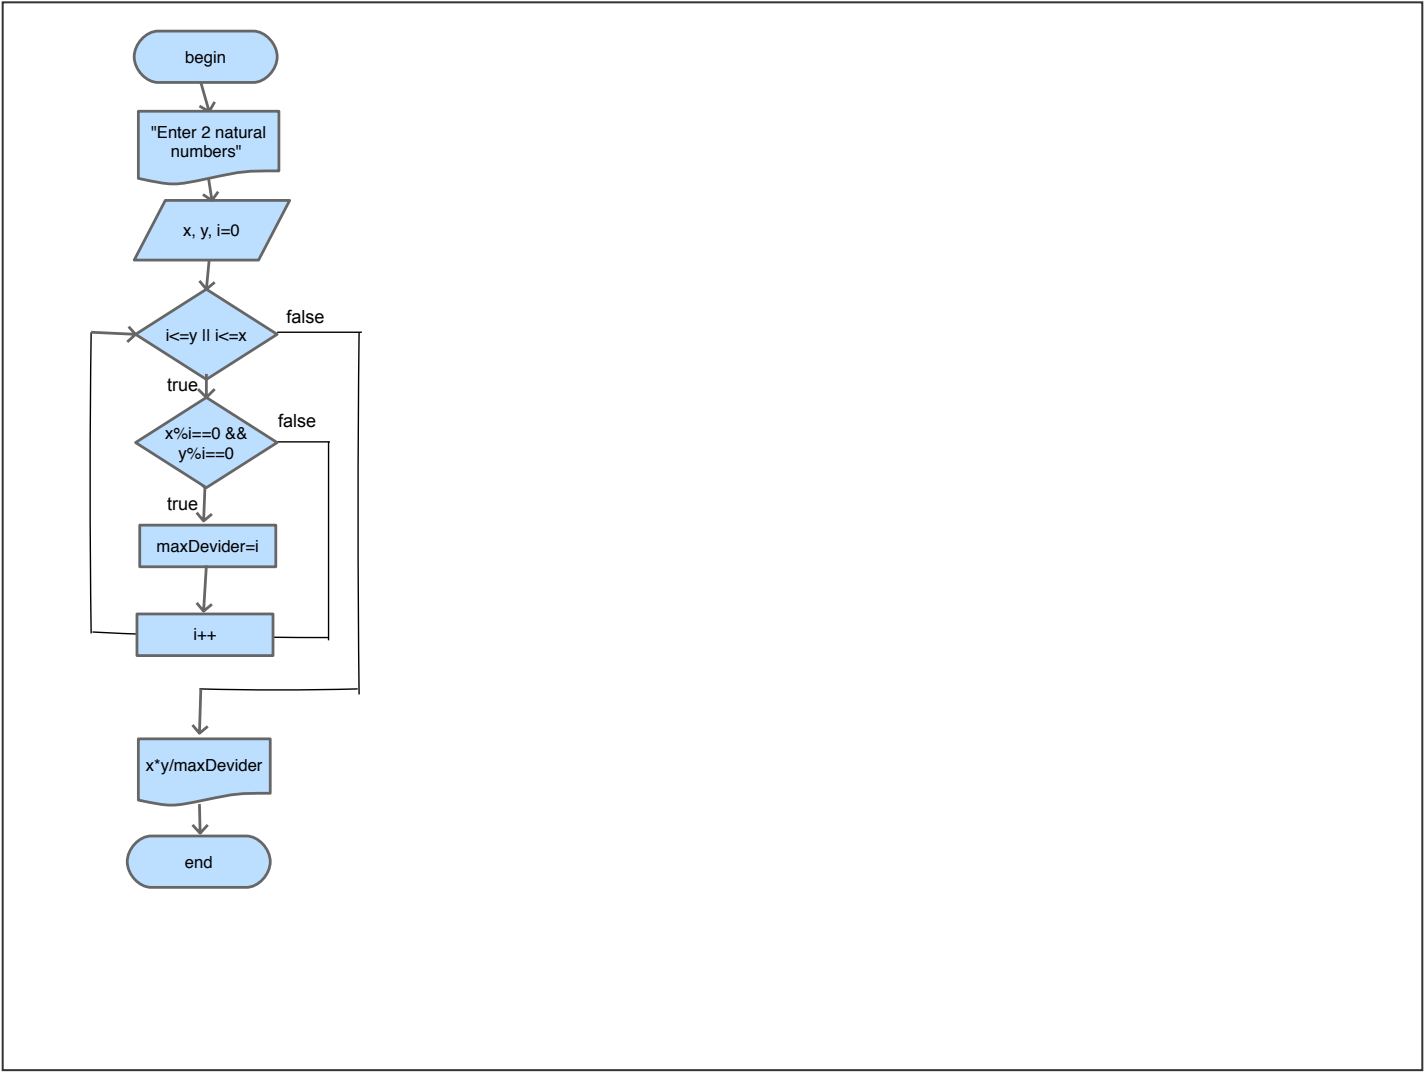 begin
"Enter 2 natural
numbers"
x, y, i=0
i<=y || i<=x
false
true
x%i==0 &&
y%i==0
false
true
maxDevider=i
i++
x*y/maxDevider
end